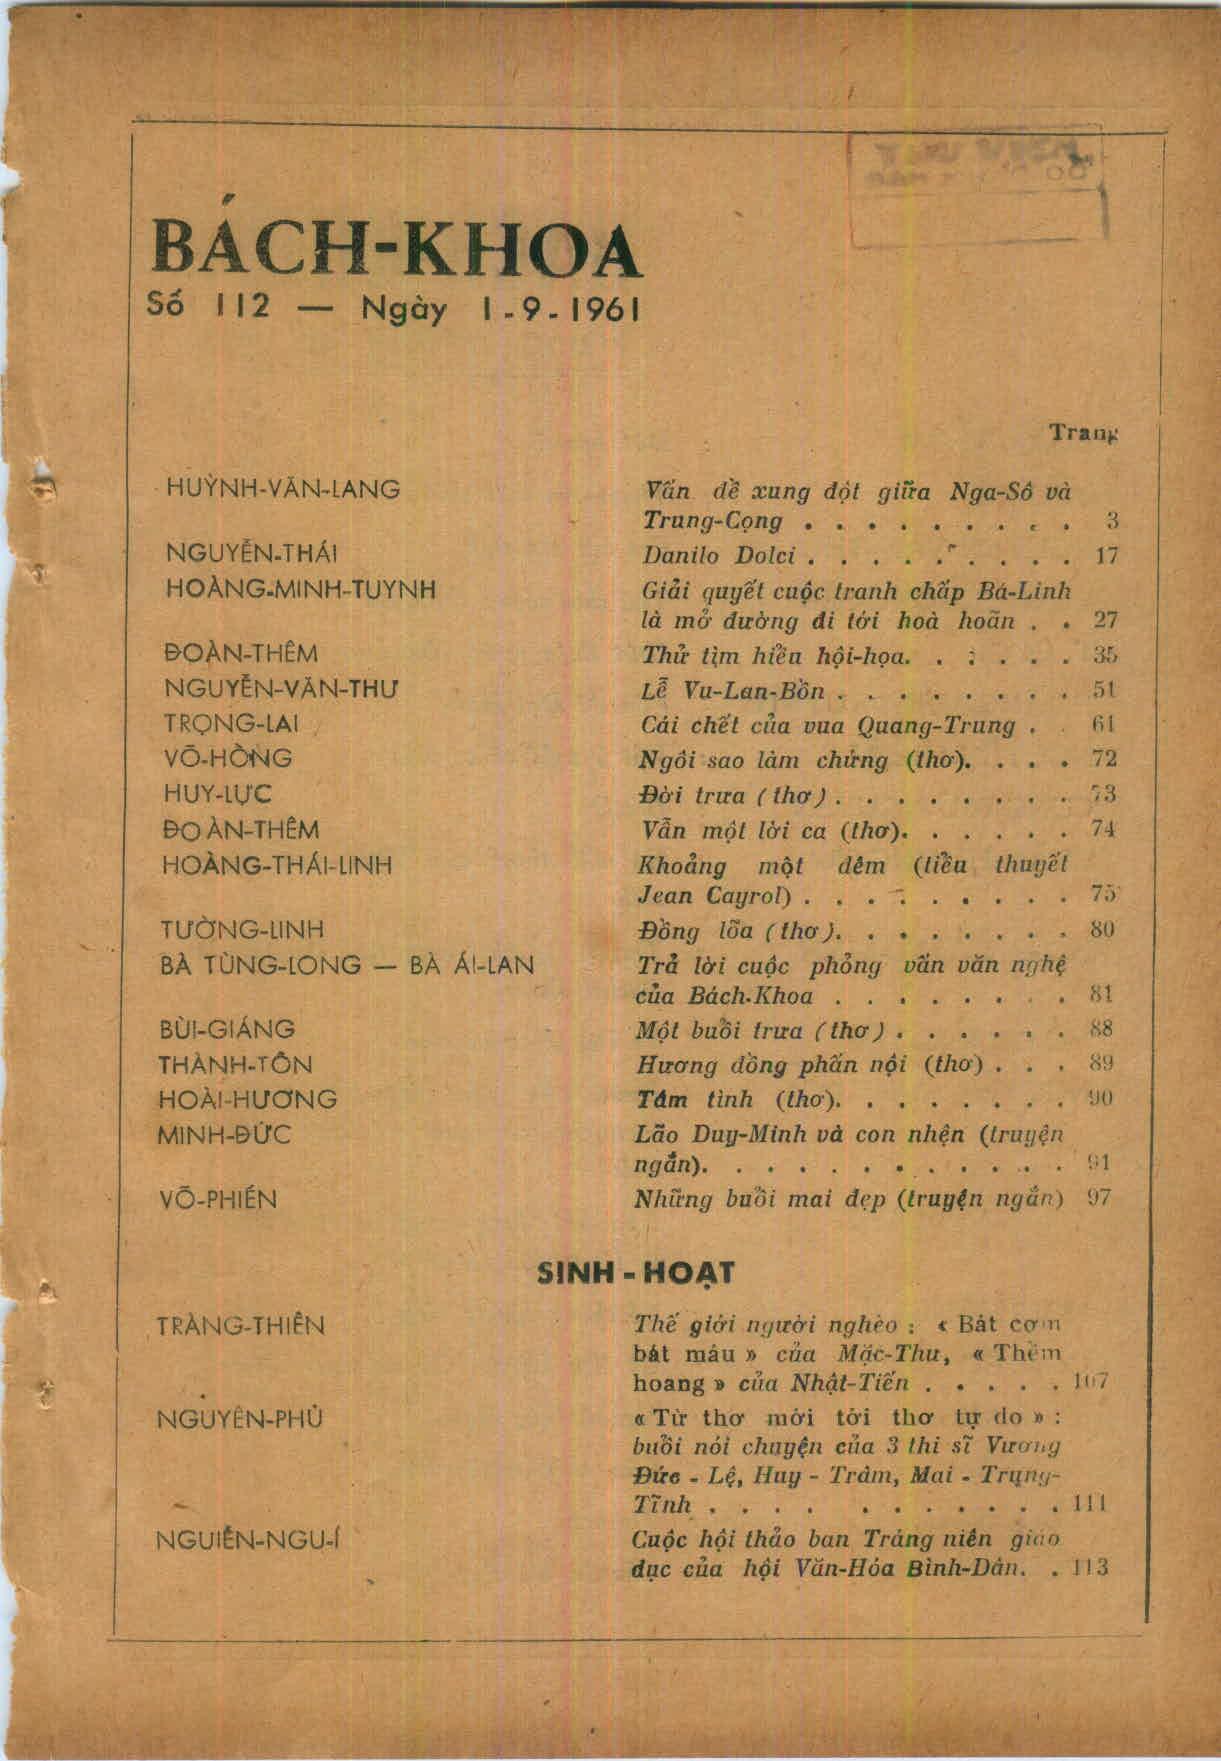 BÁCH-KHOA
Số 112 — Ngày 1-9-1961
Trang
HUỲNH-VĂN-LANG Vấn đề xung đột giữa Nga-Sô và
Trung-Cọng . . . . . . . . . 3
NGUYỄN-THÁI Danilo Dolci . . . . . . . . . 17
HOÀNG-MINH-TUYNH Giải quyết cuộc tranh chấp Bá-Linh
là mở đường đi tới hoà hoãn . . 27
ĐOÀN-THÊM Thử tìm hiểu hội-họa. . . . . . 35
NGUYỄN-VĂN-THƯ Lễ Vu-Lan-Bồn . . . . . . . . 51
TRỌNG-LAI Cái chết của vua Quang-Trung . . 61
VÕ-HỒNG Ngôi sao làm chứng (thơ). . . . 72
HUY-LỰC Đời trưa (thơ) . . . . . . . . 73
ĐOÀN-THÊM Vẫn một lời ca (thơ). . . . . . 74
HOÀNG-THÁI-LINH Khoảng một đêm (tiểu thuyết
Jean Cayrol) . . . . . . . . . 75
TƯỜNG-LINH Đồng lõa (thơ). . . . . . . . 80
BÀ TÙNG-LONG — BÀ ÁI-LAN Trả lời cuộc phỏng vấn văn nghệ
của Bách-Khoa . . . . . . . . 81
BÙI-GIÁNG Một buổi trưa (thơ) . . . . . . 88
THÀNH-TÔN Hương đồng phấn nội (thơ) . . . 89
HOÀI-HƯƠNG Tâm tình (thơ). . . . . . . . 90
MINH-ĐỨC Lão Duy-Minh và con nhện (truyện
ngắn). . . . . . . . . . . . 91
VÕ-PHIẾN Những buổi mai đẹp (truyện ngắn) 97
SINH - HOẠT
TRÀNG-THIÊN Thế giới người nghèo : « Bát cơm
bát máu » của Mặc-Thu, « Thềm
hoang » của Nhật-Tiến . . . . . 107
NGUYÊN-PHỦ « Từ thơ mới tới thơ tự do » :
buổi nói chuyện của 3 thi sĩ Vương
Đức - Lệ, Huy - Trâm, Mai - Trung-
Tĩnh . . . . . . . . . . . 111
NGUIỄN-NGU-Í Cuộc hội thảo ban Tráng niên giáo
dục của hội Văn-Hóa Bình-Dân. . 113